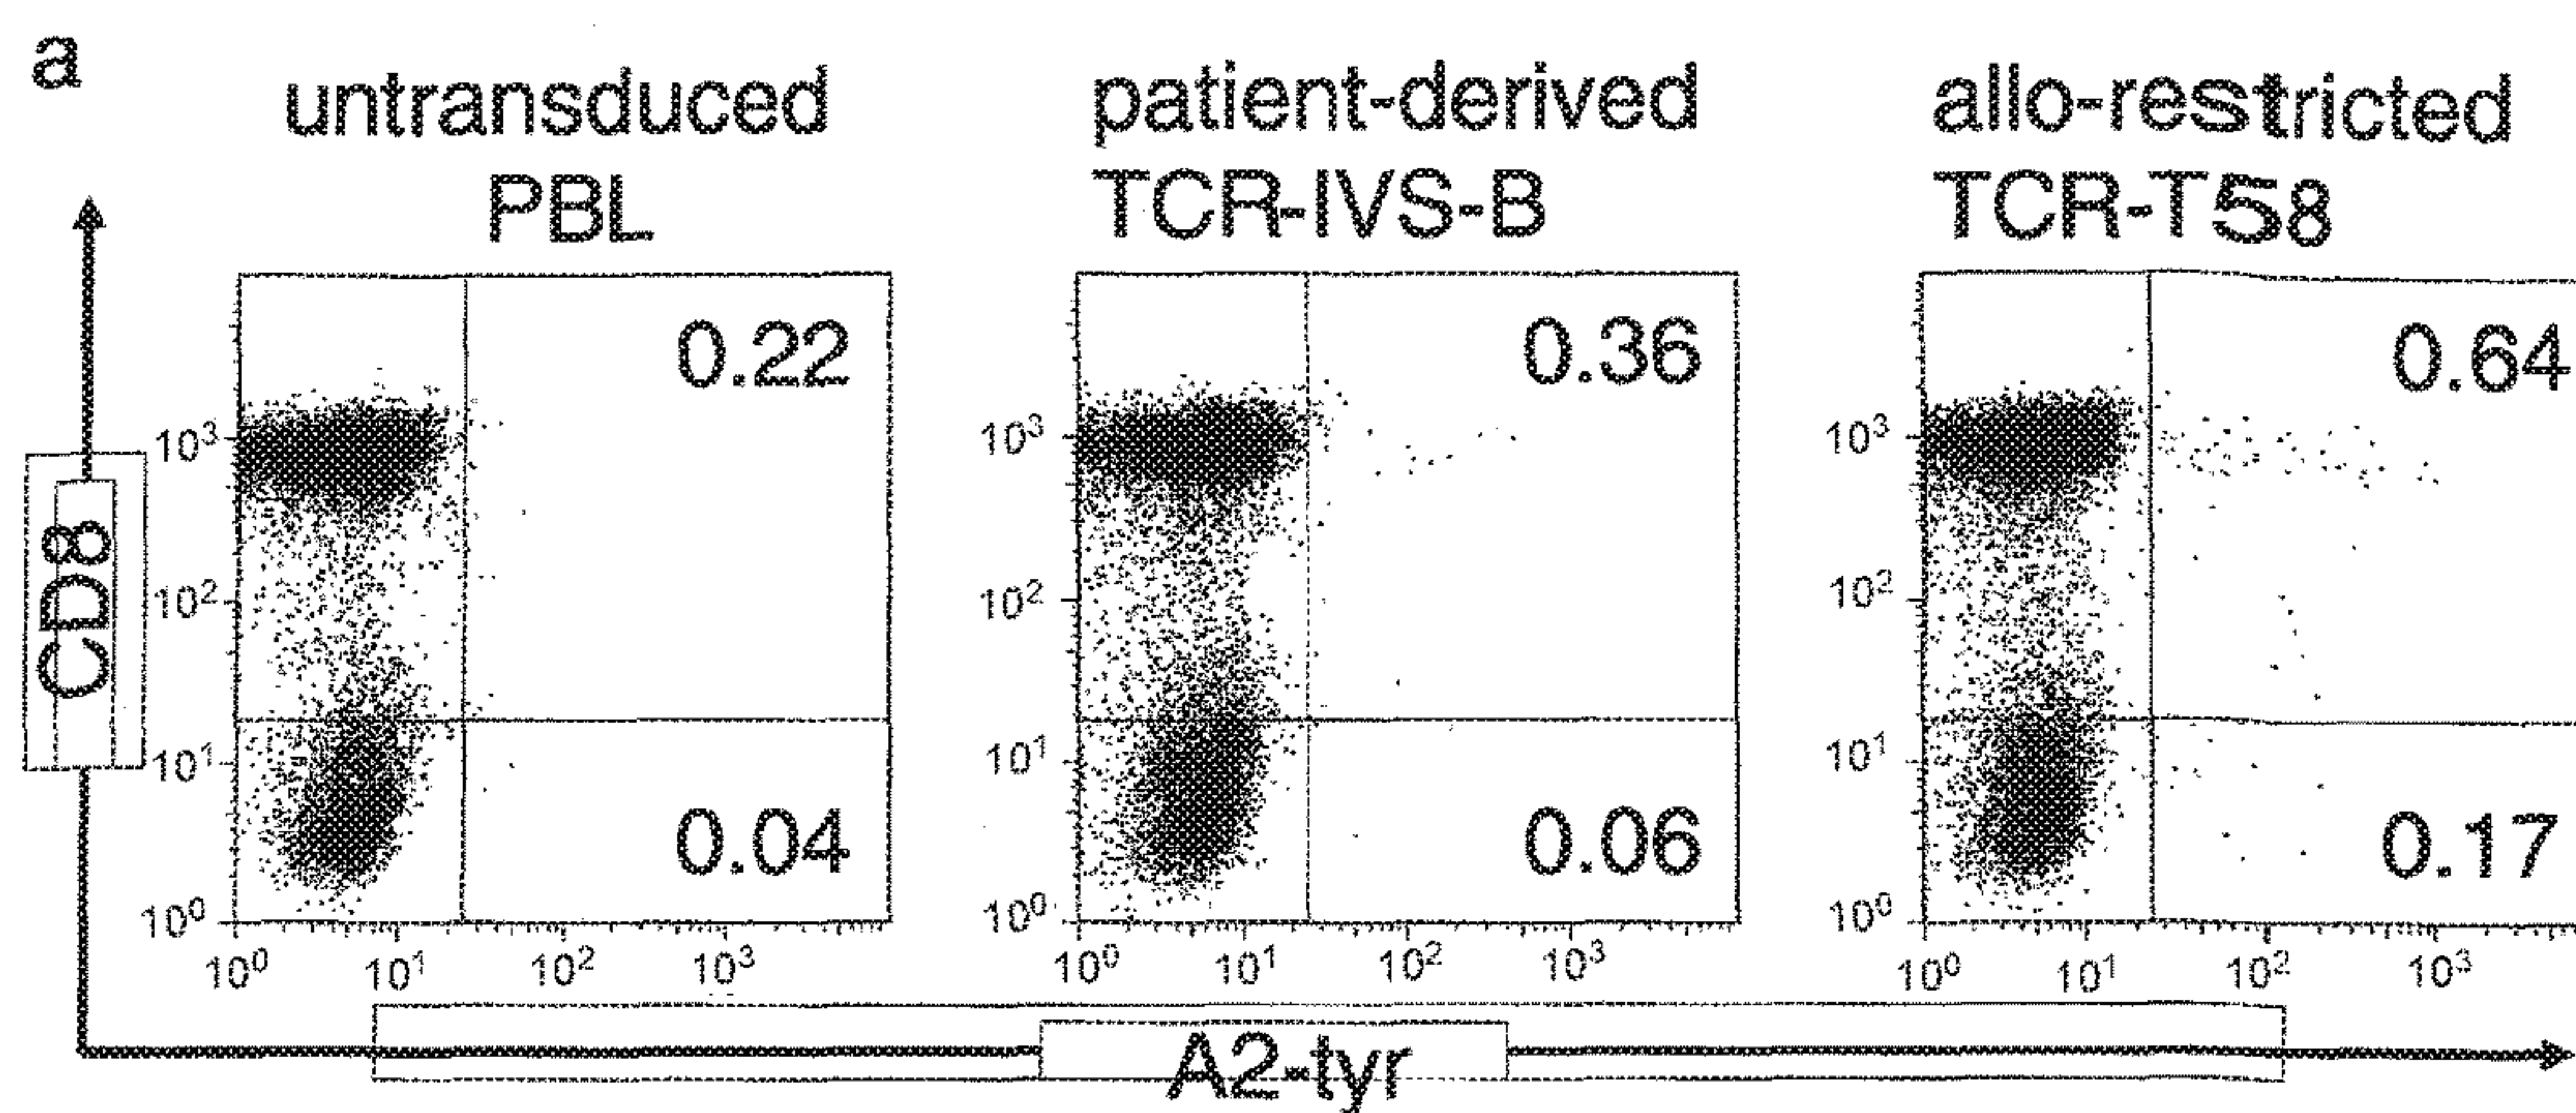 a
untransduced
PBL
patient-derived
TCR-IVS-B
allo-restricted
TCR-T58
0.22
0.36
0.64
10³
10³
10³
CD8
10²
10²
10²
10¹
10¹
10¹
0.04
0.06
0.17
10⁰
10⁰
10⁰
10⁰ 10¹ 10² 10³
10⁰ 10¹ 10² 10³
10⁰ 10¹ 10² 10³
A2-tyr